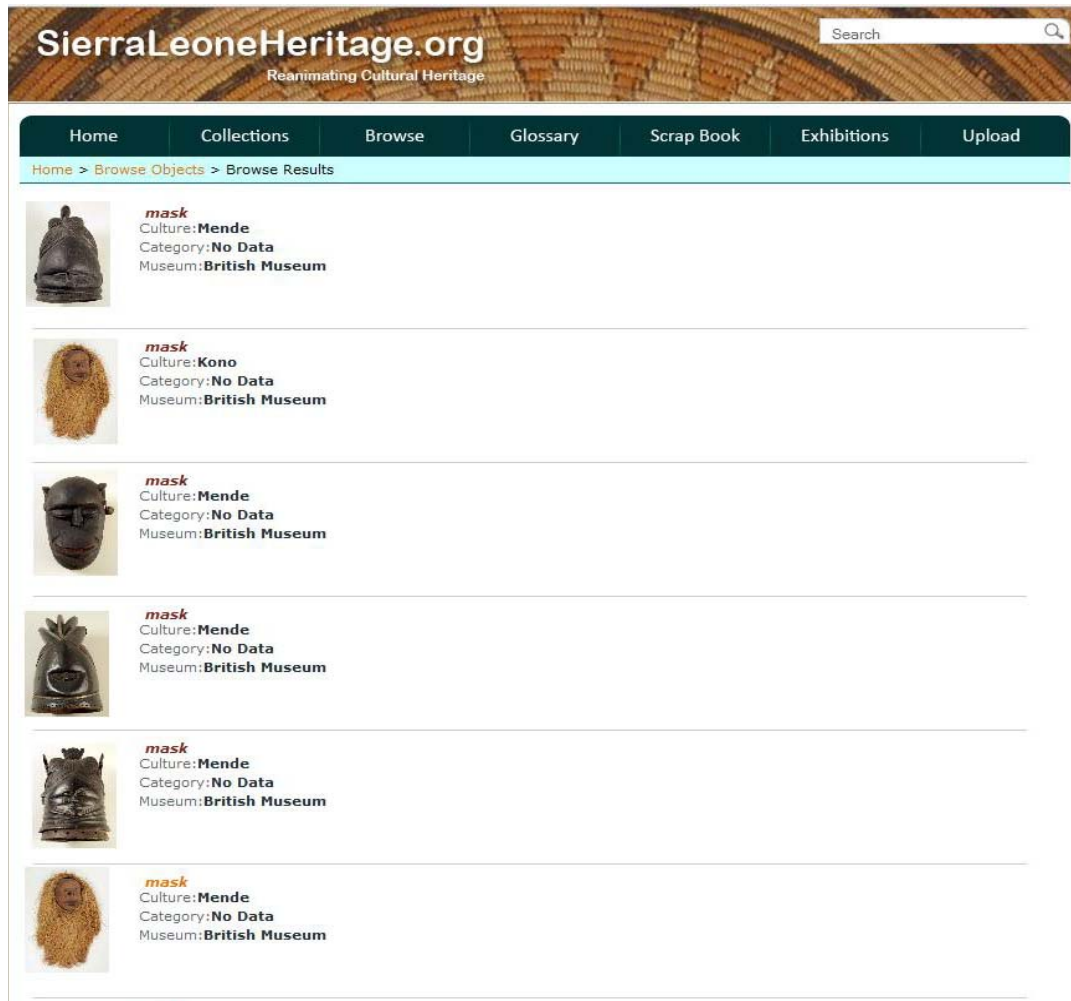 SierraLeoneHeritage.org
Reanimating Cultural Heritage
Search
Home Collections Browse Glossary Scrap Book Exhibitions Upload
Home > Browse Objects > Browse Results
mask
Culture:Mende
Category:No Data
Museum:British Museum
mask
Culture:Kono
Category:No Data
Museum:British Museum
mask
Culture:Mende
Category:No Data
Museum:British Museum
mask
Culture:Mende
Category:No Data
Museum:British Museum
mask
Culture:Mende
Category:No Data
Museum:British Museum
mask
Culture:Mende
Category:No Data
Museum:British Museum